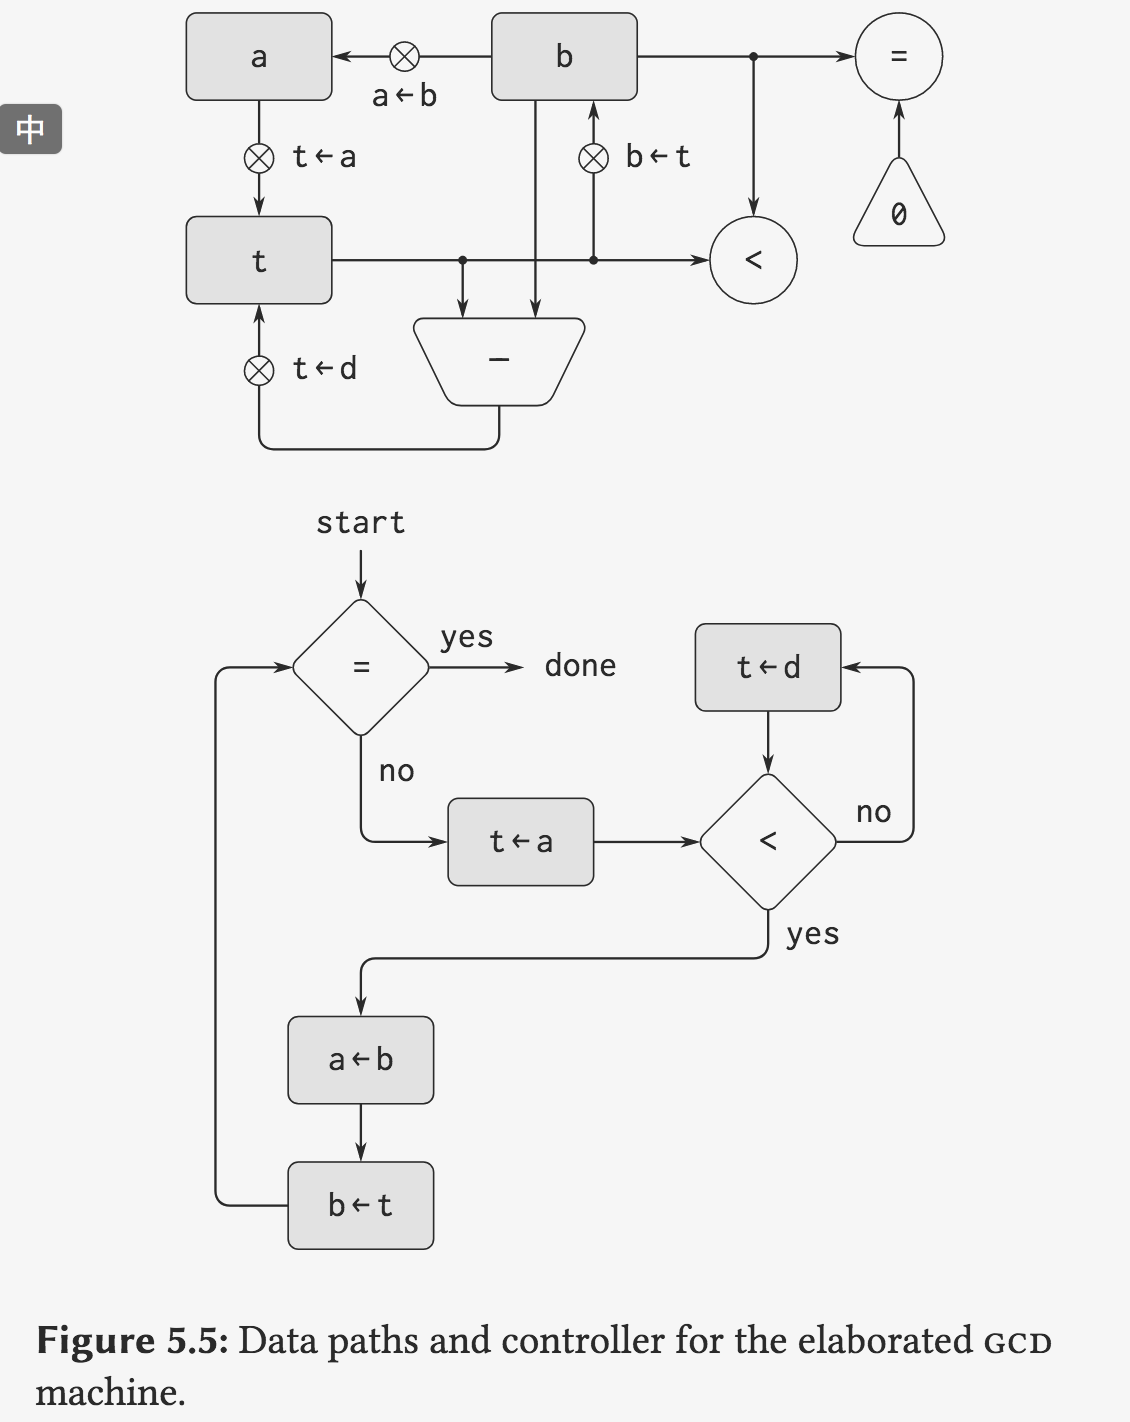 a
b
=
a←b
中
t←a
b←t
0
t
<
−
t←d
start
yes
=
done
t←d
no
t←a
<
no
yes
a←b
b←t
Figure 5.5: Data paths and controller for the elaborated GCD
machine.